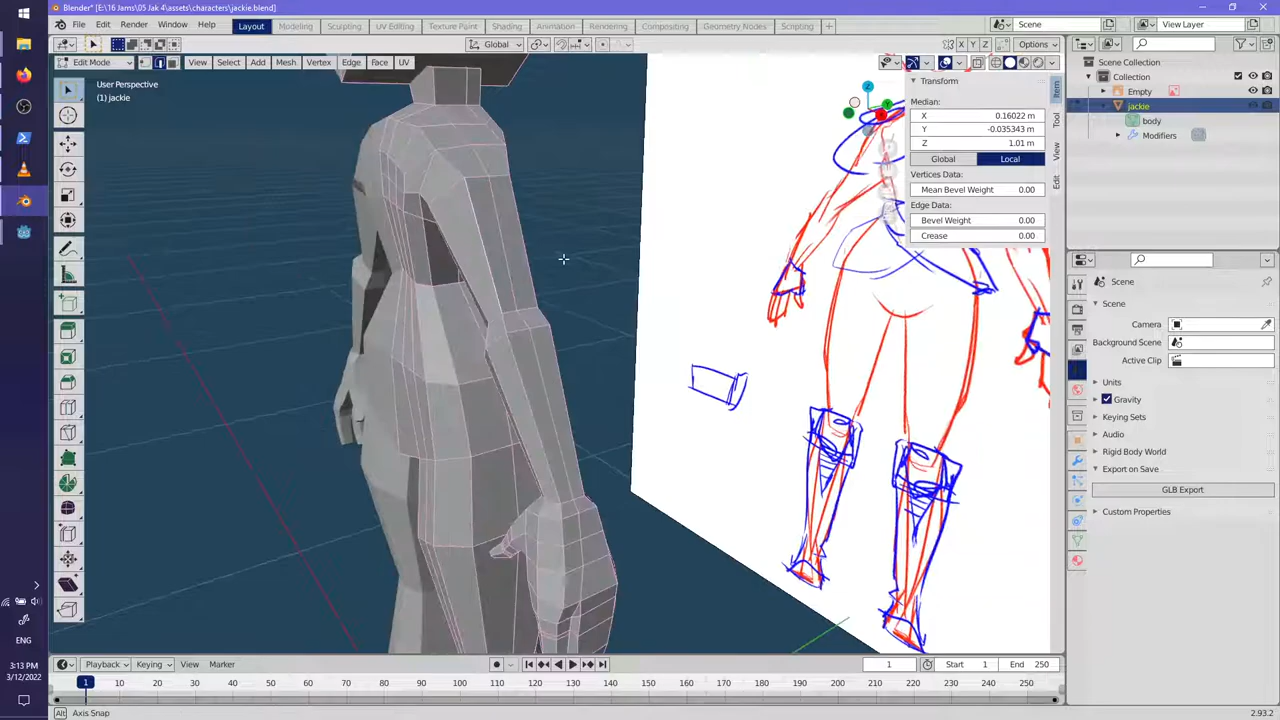 Blender* [E:\16 Jams\05 Jak 4\assets\characters\jackie.blend]
File Edit Render Window Help Layout Modeling Sculpting UV Editing Texture Paint Shading Animation Rendering Compositing Geometry Nodes Scripting + Scene View Layer
Global X Y Z Options
Edit Mode View Select Add Mesh Vertex Edge Face UV
User Perspective
(1) jackie
Transform
Median:
X 0.16022 m
Y -0.035343 m
Z 1.01 m
Global Local
Vertices Data:
Mean Bevel Weight 0.00
Edge Data:
Bevel Weight 0.00
Crease 0.00
Item
Tool
View
Edit
Z
Y
X
Scene Collection
Collection
Empty
jackie
body
Modifiers
Scene
Scene
Camera
Background Scene
Active Clip
Units
Gravity
Keying Sets
Audio
Rigid Body World
Export on Save
GLB Export
Custom Properties
Playback Keying View Marker 1 Start 1 End 250
1 10 20 30 40 50 60 70 80 90 100 110 120 130 140 150 160 170 180 190 200 210 220 230 240 250
Alt Axis Snap 2.93.2
ENG
3:13 PM
3/12/2022